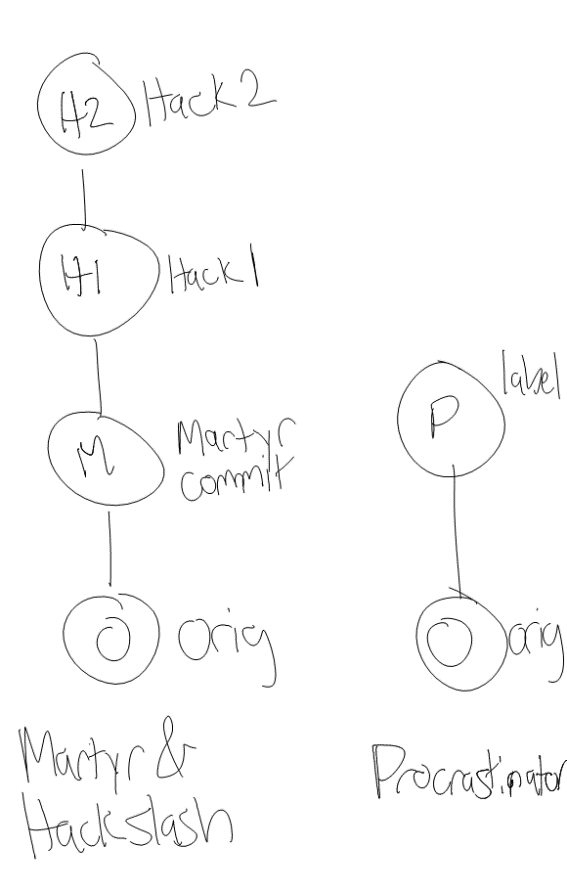 H2 Hack 2
H1 Hack 1
M Martyr
commit
O orig
Martyr &
Hackslash
label
P
O orig
Procrastinator